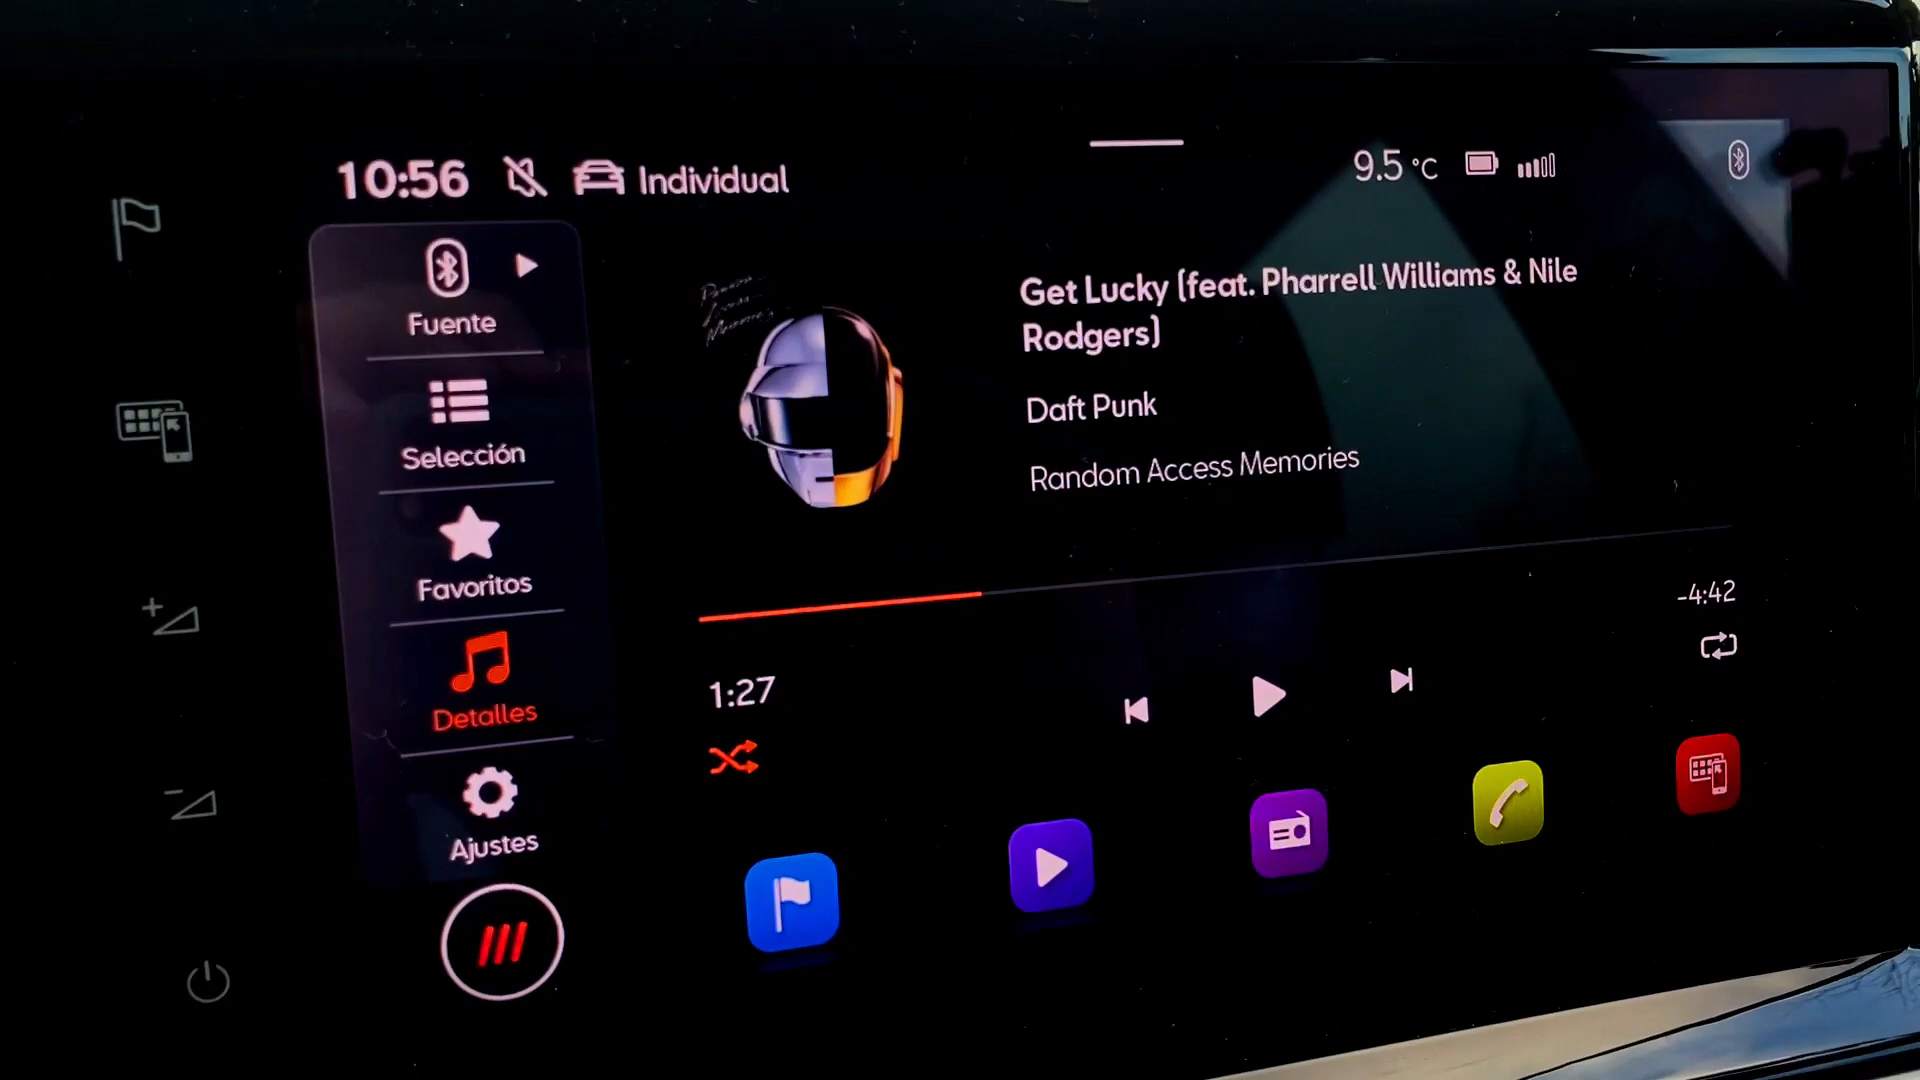 10:56 Individual
9.5 °C
Fuente
Selección
Favoritos
Detalles
Ajustes
Get Lucky (feat. Pharrell Williams & Nile
Rodgers)
Daft Punk
Random Access Memories
1:27
-4:42